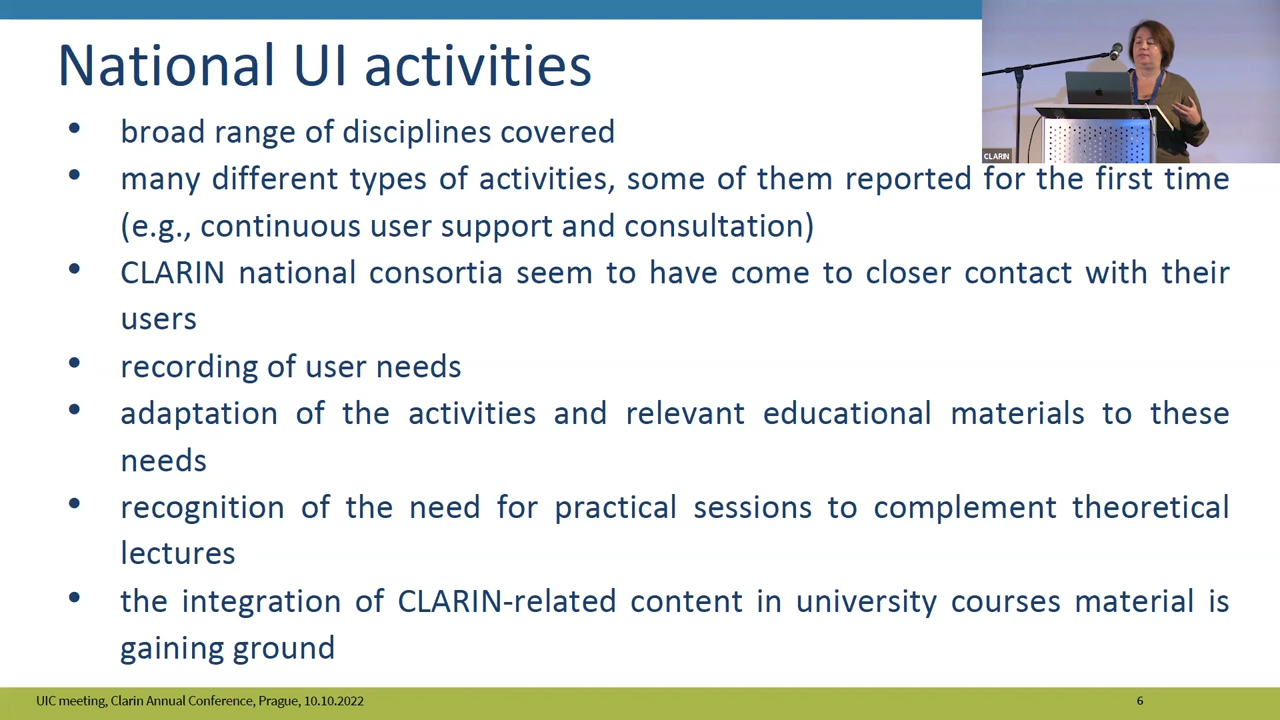 National UI activities
• broad range of disciplines covered
CLARIN
• many different types of activities, some of them reported for the first time
(e.g., continuous user support and consultation)
• CLARIN national consortia seem to have come to closer contact with their
users
• recording of user needs
• adaptation of the activities and relevant educational materials to these
needs
• recognition of the need for practical sessions to complement theoretical
lectures
• the integration of CLARIN-related content in university courses material is
gaining ground
UIC meeting, Clarin Annual Conference, Prague, 10.10.2022
6